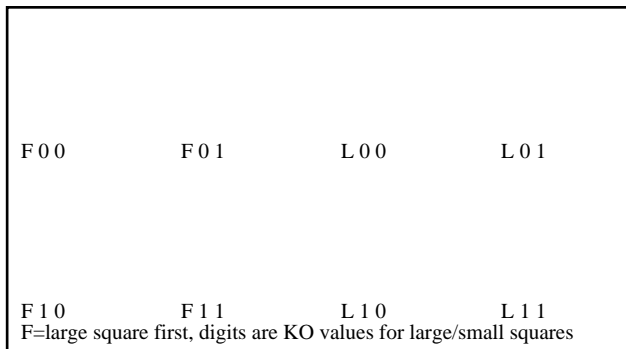 F 0 0 F 0 1 L 0 0 L 0 1
F 1 0 F 1 1 L 1 0 L 1 1
F=large square first, digits are KO values for large/small squares